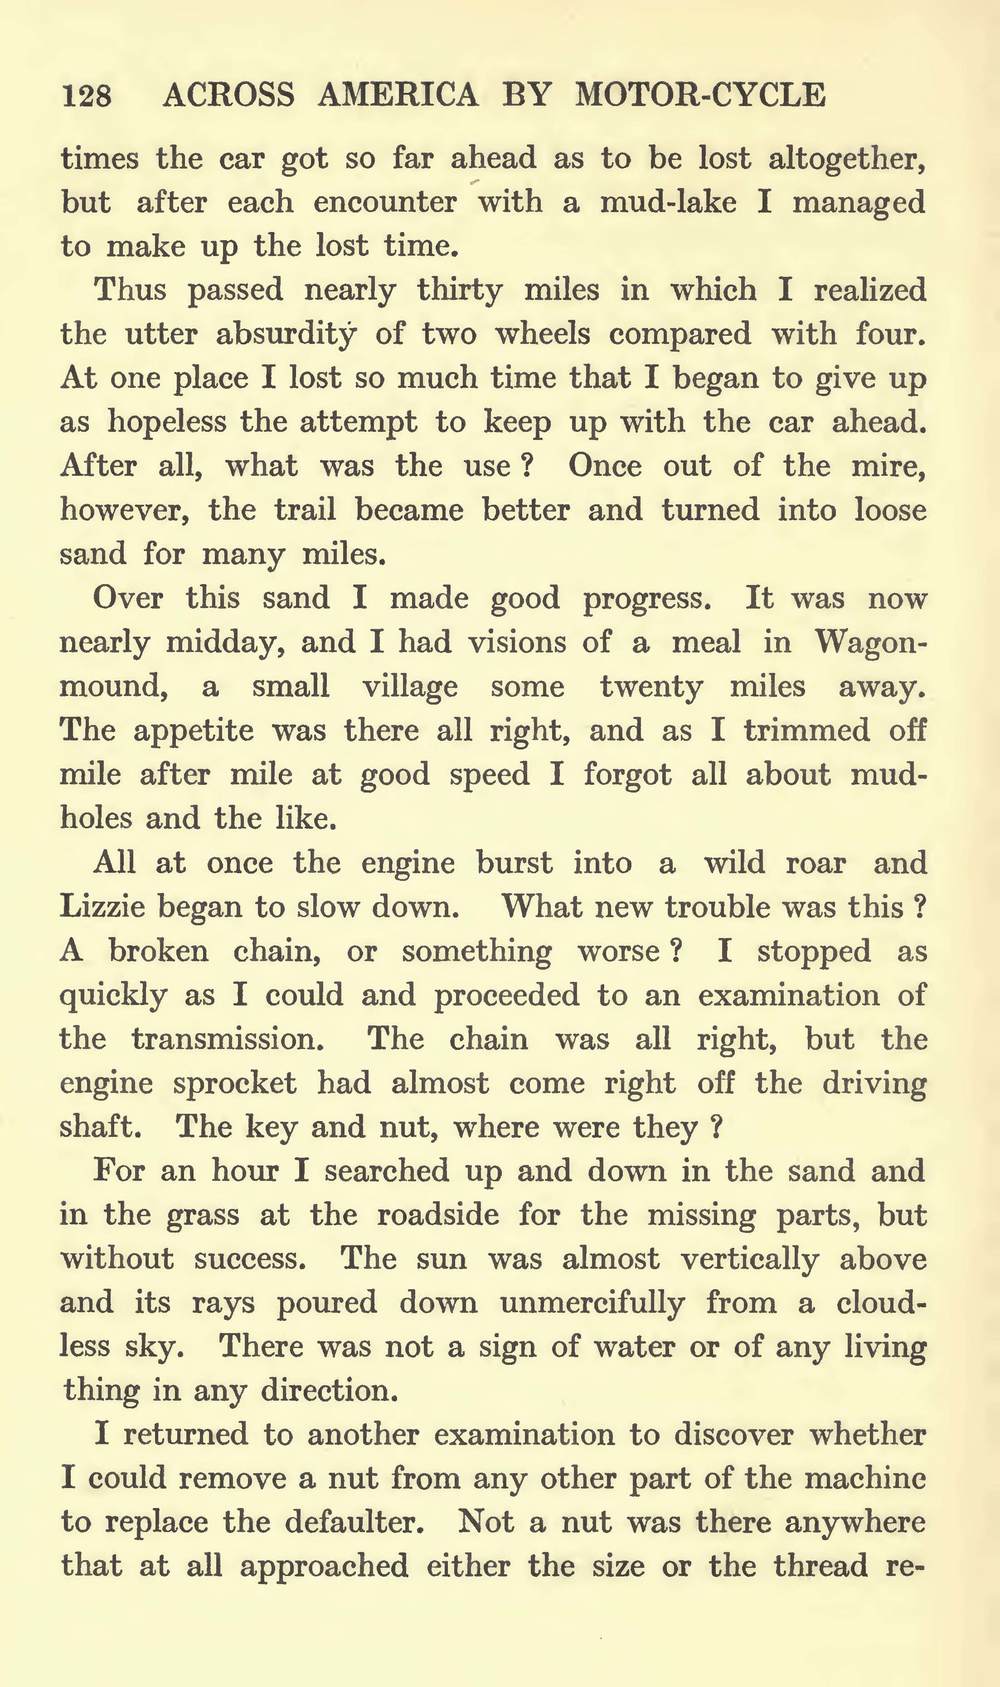 128 ACROSS AMERICA BY MOTOR-CYCLE
times the car got so far ahead as to be lost altogether,
but after each encounter with a mud-lake I managed
to make up the lost time.
Thus passed nearly thirty miles in which I realized
the utter absurdity of two wheels compared with four.
At one place I lost so much time that I began to give up
as hopeless the attempt to keep up with the car ahead.
After all, what was the use ? Once out of the mire,
however, the trail became better and turned into loose
sand for many miles.
Over this sand I made good progress. It was now
nearly midday, and I had visions of a meal in Wagon-
mound, a small village some twenty miles away.
The appetite was there all right, and as I trimmed off
mile after mile at good speed I forgot all about mud-
holes and the like.
All at once the engine burst into a wild roar and
Lizzie began to slow down. What new trouble was this ?
A broken chain, or something worse ? I stopped as
quickly as I could and proceeded to an examination of
the transmission. The chain was all right, but the
engine sprocket had almost come right off the driving
shaft. The key and nut, where were they ?
For an hour I searched up and down in the sand and
in the grass at the roadside for the missing parts, but
without success. The sun was almost vertically above
and its rays poured down unmercifully from a cloud-
less sky. There was not a sign of water or of any living
thing in any direction.
I returned to another examination to discover whether
I could remove a nut from any other part of the machine
to replace the defaulter. Not a nut was there anywhere
that at all approached either the size or the thread re-